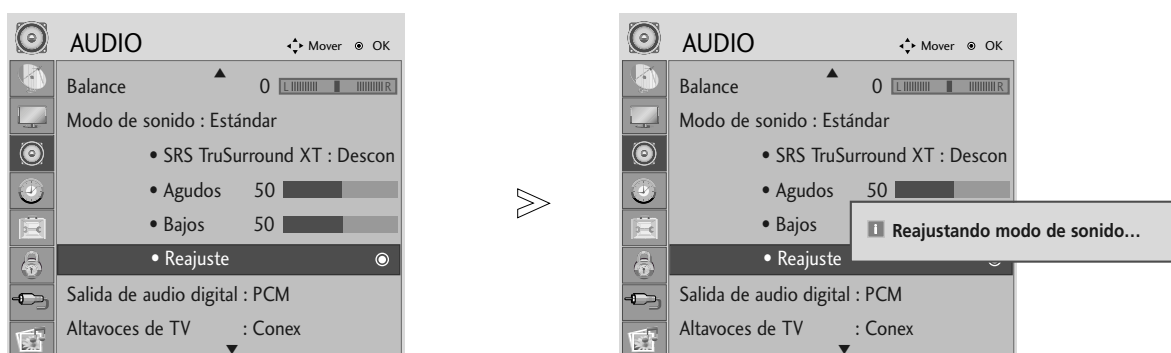 AUDIO
Mover OK
Balance 0 L R
Modo de sonido : Estándar
• SRS TruSurround XT : Descon
• Agudos 50
• Bajos 50
• Reajuste
Salida de audio digital : PCM
Altavoces de TV : Conex
AUDIO
Mover OK
Balance 0 L R
Modo de sonido : Estándar
• SRS TruSurround XT : Descon
• Agudos 50
• Bajos
i Reajustando modo de sonido...
• Reajuste
Salida de audio digital : PCM
Altavoces de TV : Conex